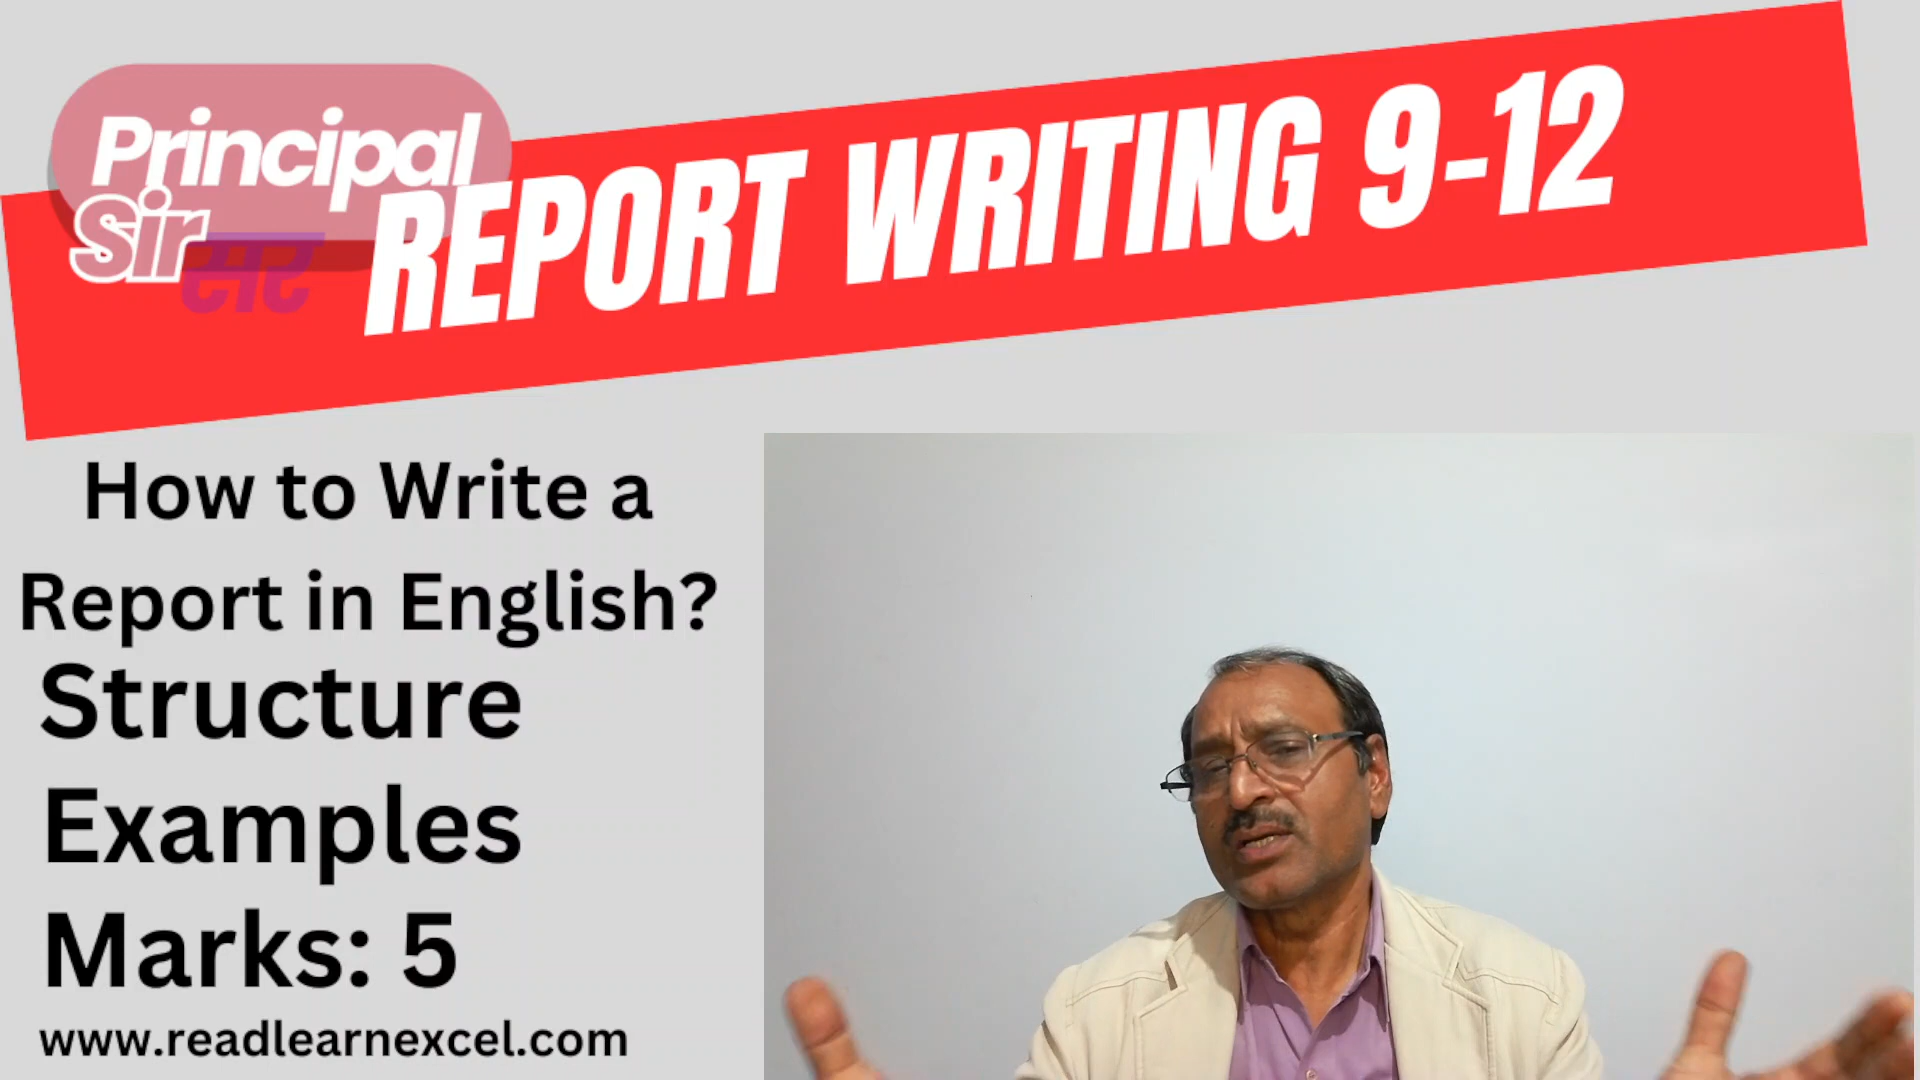 Principal
Sir
सर
REPORT WRITING 9-12
How to Write a
Report in English?
Structure
Examples
Marks: 5
www.readlearnexcel.com